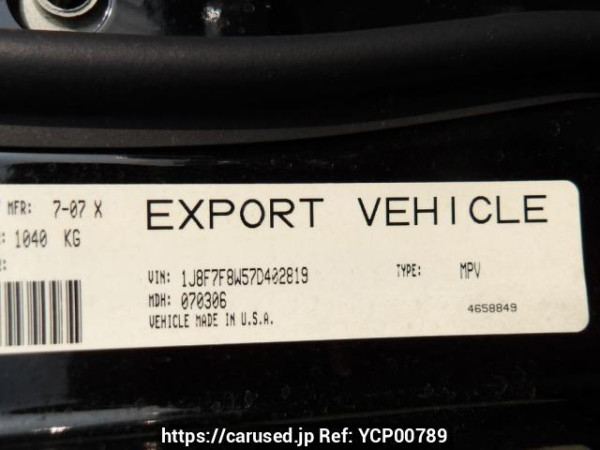 MFR: 7-07 X
EXPORT VEHICLE
: 1040 KG
VIN: 1J8F7F8W57D402819 TYPE: MPV
MDH: 070306
4658849
VEHICLE MADE IN U.S.A.
https://carused.jp Ref: YCP00789